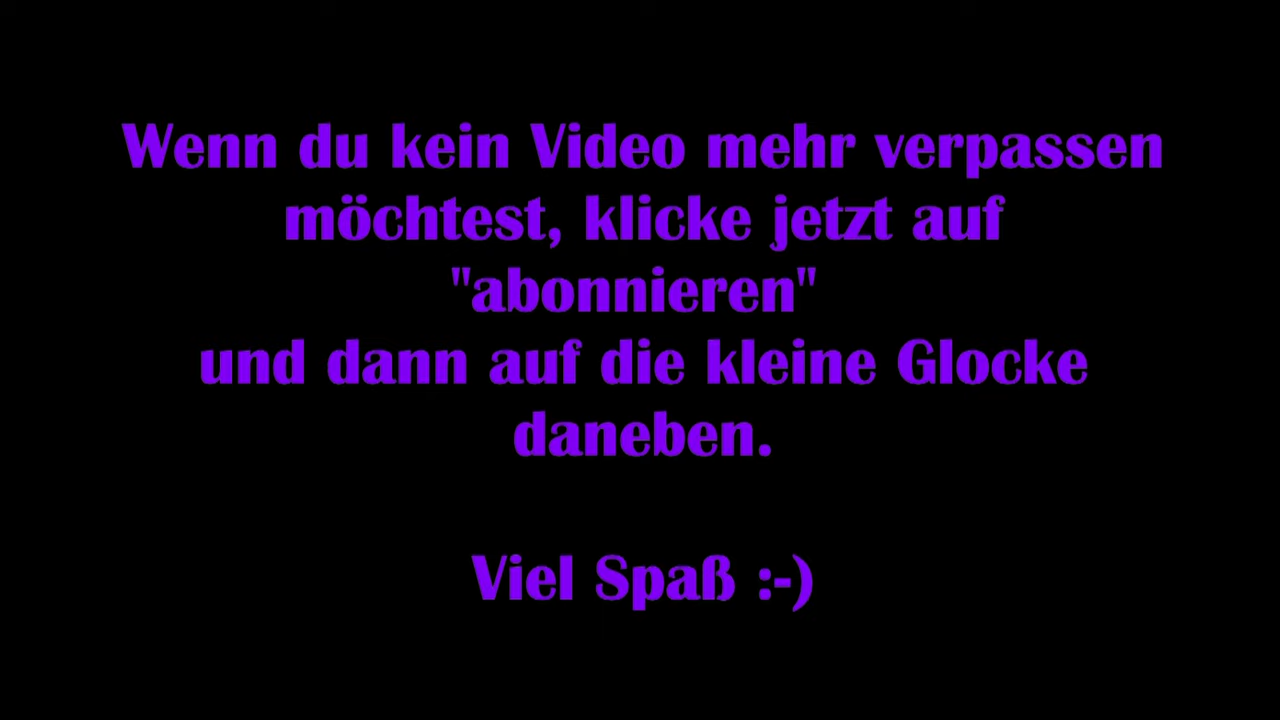 Wenn du kein Video mehr verpassen
möchtest, klicke jetzt auf
"abonnieren"
und dann auf die kleine Glocke
daneben.
Viel Spaß :-)